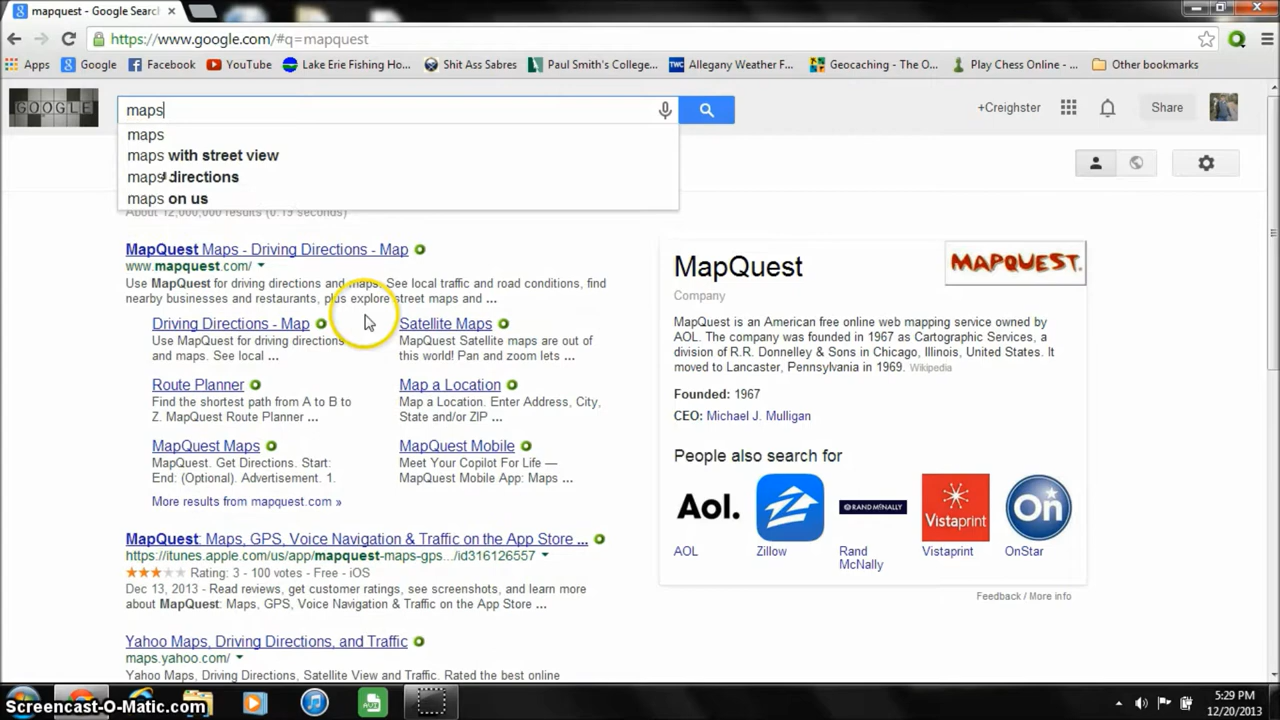 mapquest - Google Searc
https://www.google.com/#q=mapquest
Apps Google Facebook YouTube Lake Erie Fishing Ho... Shit Ass Sabres Paul Smith's College... TWC Allegany Weather F... Geocaching - The O... Play Chess Online - ... Other bookmarks
GOOGLE
maps
+Creighster
Share
maps
maps with street view
maps directions
maps on us
About 12,000,000 results (0.19 seconds)
MapQuest Maps - Driving Directions - Map
www.mapquest.com/
Use MapQuest for driving directions and maps. See local traffic and road conditions, find
nearby businesses and restaurants, plus explore street maps and ...
Driving Directions - Map
Use MapQuest for driving directions
and maps. See local ...
Satellite Maps
MapQuest Satellite maps are out of
this world! Pan and zoom lets ...
Route Planner
Find the shortest path from A to B to
Z. MapQuest Route Planner ...
Map a Location
Map a Location. Enter Address, City,
State and/or ZIP ...
MapQuest Maps
MapQuest. Get Directions. Start:
End: (Optional). Advertisement. 1.
MapQuest Mobile
Meet Your Copilot For Life —
MapQuest Mobile App: Maps ...
More results from mapquest.com »
MapQuest: Maps, GPS, Voice Navigation & Traffic on the App Store ...
https://itunes.apple.com/us/app/mapquest-maps-gps.../id316126557
Rating: 3 - 100 votes - Free - iOS
Dec 13, 2013 - Read reviews, get customer ratings, see screenshots, and learn more
about MapQuest: Maps, GPS, Voice Navigation & Traffic on the App Store ...
Yahoo Maps, Driving Directions, and Traffic
maps.yahoo.com/
Yahoo Maps, Driving Directions, Satellite View and Traffic. Rated the best online
MapQuest
MAPQUEST.
Company
MapQuest is an American free online web mapping service owned by
AOL. The company was founded in 1967 as Cartographic Services, a
division of R.R. Donnelley & Sons in Chicago, Illinois, United States. It
moved to Lancaster, Pennsylvania in 1969. Wikipedia
Founded: 1967
CEO: Michael J. Mulligan
People also search for
Aol.
RAND MCNALLY
Vistaprint
On
AOL
Zillow
Rand
McNally
Vistaprint
OnStar
Feedback / More info
Screencast-O-Matic.com
5:29 PM
12/20/2013